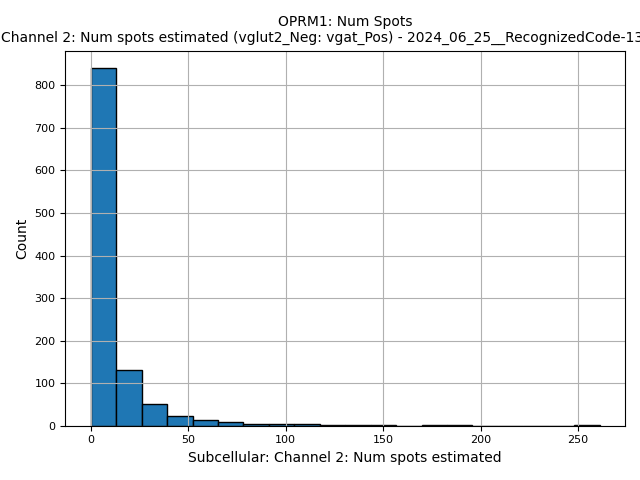 OPRM1: Num Spots
Channel 2: Num spots estimated (vglut2_Neg: vgat_Pos) - 2024_06_25__RecognizedCode-13
800
700
600
500
400
300
200
100
0
Count
0 50 100 150 200 250
Subcellular: Channel 2: Num spots estimated